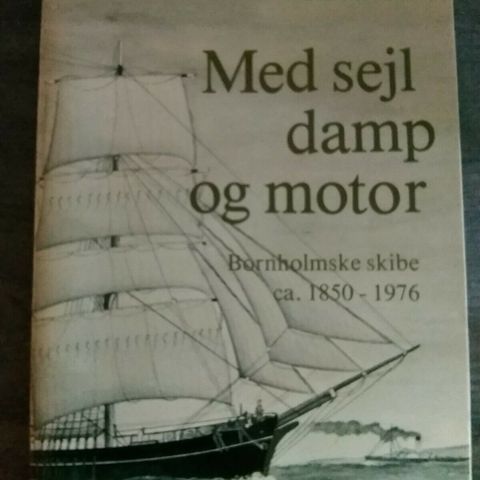 Med sejl
damp
og motor
Bornholmske skibe
ca. 1850 - 1976